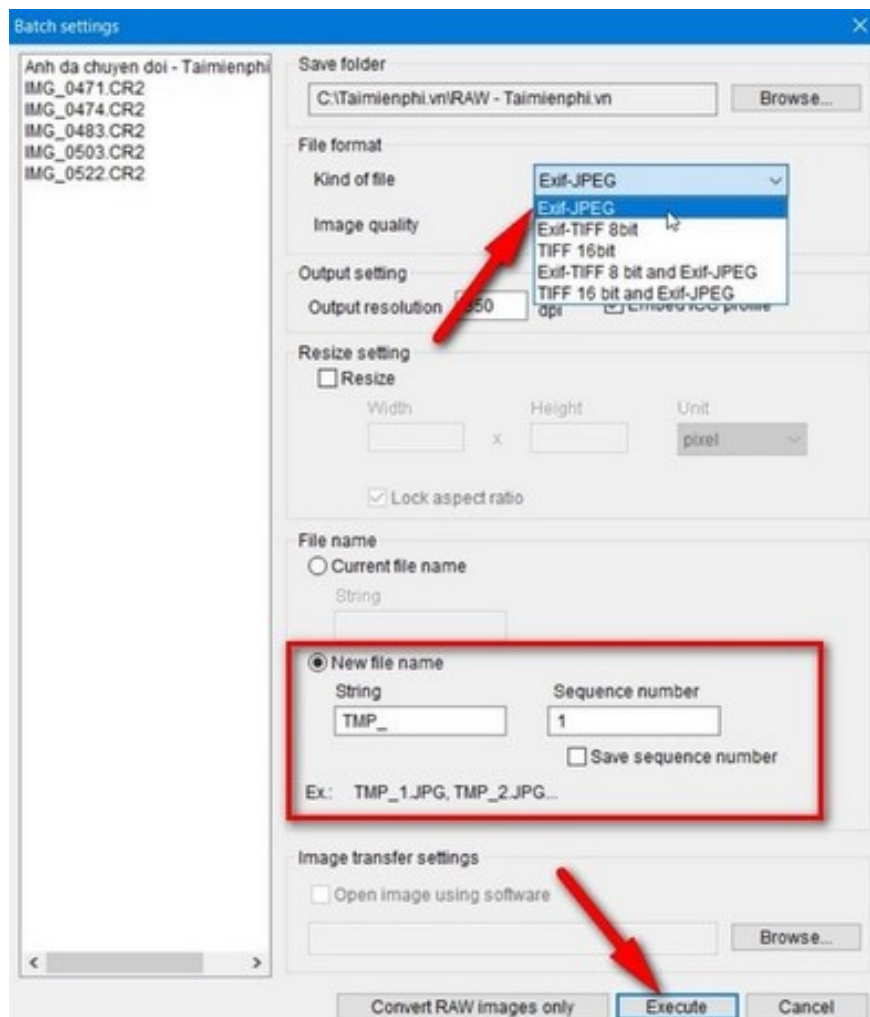 Batch settings
Anh da chuyen doi - Taimienphi
IMG_0471.CR2
IMG_0474.CR2
IMG_0483.CR2
IMG_0503.CR2
IMG_0522.CR2
Save folder
C:\Taimienphi.vn\RAW - Taimienphi.vn
Browse...
File format
Kind of file
Exif-JPEG
Exif-JPEG
Exif-TIFF 8bit
TIFF 16bit
Exif-TIFF 8 bit and Exif-JPEG
TIFF 16 bit and Exif-JPEG
Image quality
Output setting
Output resolution
dpi
Embed ICC profile
Resize setting
Resize
Width
Height
Unit
x
pixel
Lock aspect ratio
File name
Current file name
String
New file name
String
Sequence number
TMP_
1
Save sequence number
Ex.: TMP_1.JPG, TMP_2.JPG...
Image transfer settings
Open image using software
Browse...
Convert RAW images only
Execute
Cancel